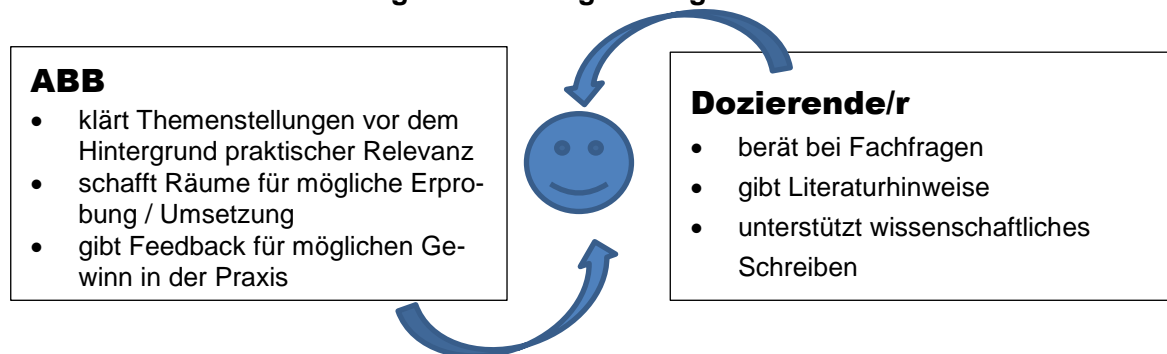 ABB
• klärt Themenstellungen vor dem
Hintergrund praktischer Relevanz
• schafft Räume für mögliche Erpro-
bung / Umsetzung
• gibt Feedback für möglichen Ge-
winn in der Praxis
Dozierende/r
• berät bei Fachfragen
• gibt Literaturhinweise
• unterstützt wissenschaftliches
Schreiben